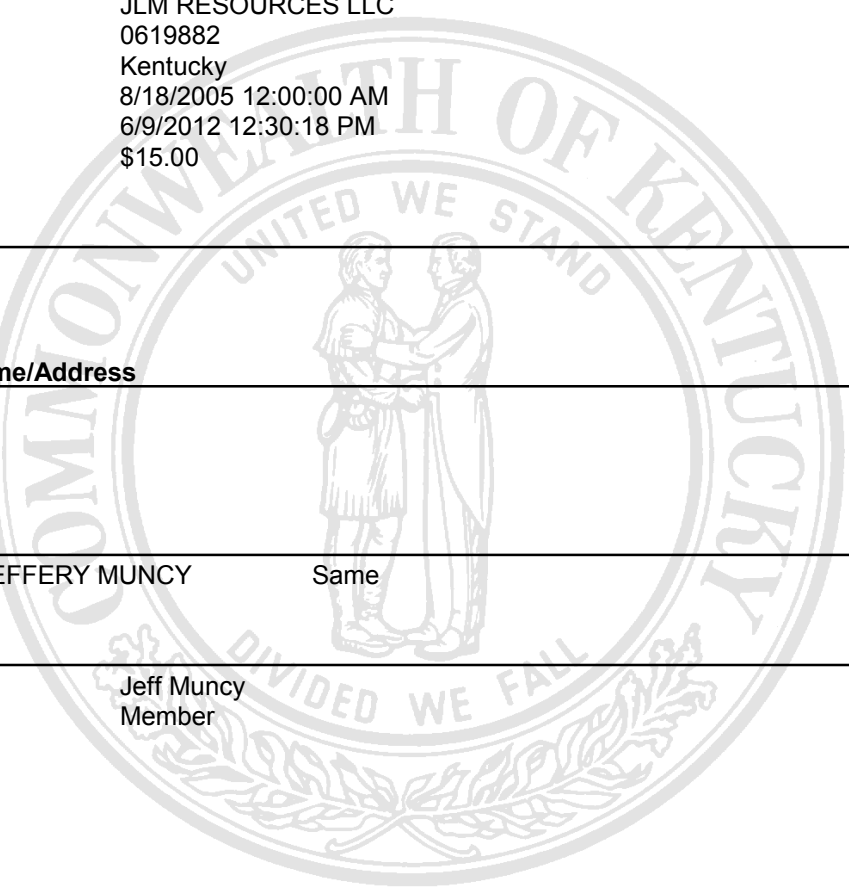 JLM RESOURCES LLC
0619882
Kentucky
8/18/2005 12:00:00 AM
6/9/2012 12:30:18 PM
$15.00
COMMONWEALTH OF KENTUCKY
UNITED WE STAND
me/Address
EFFERY MUNCY Same
DIVIDED WE FALL
Jeff Muncy
Member